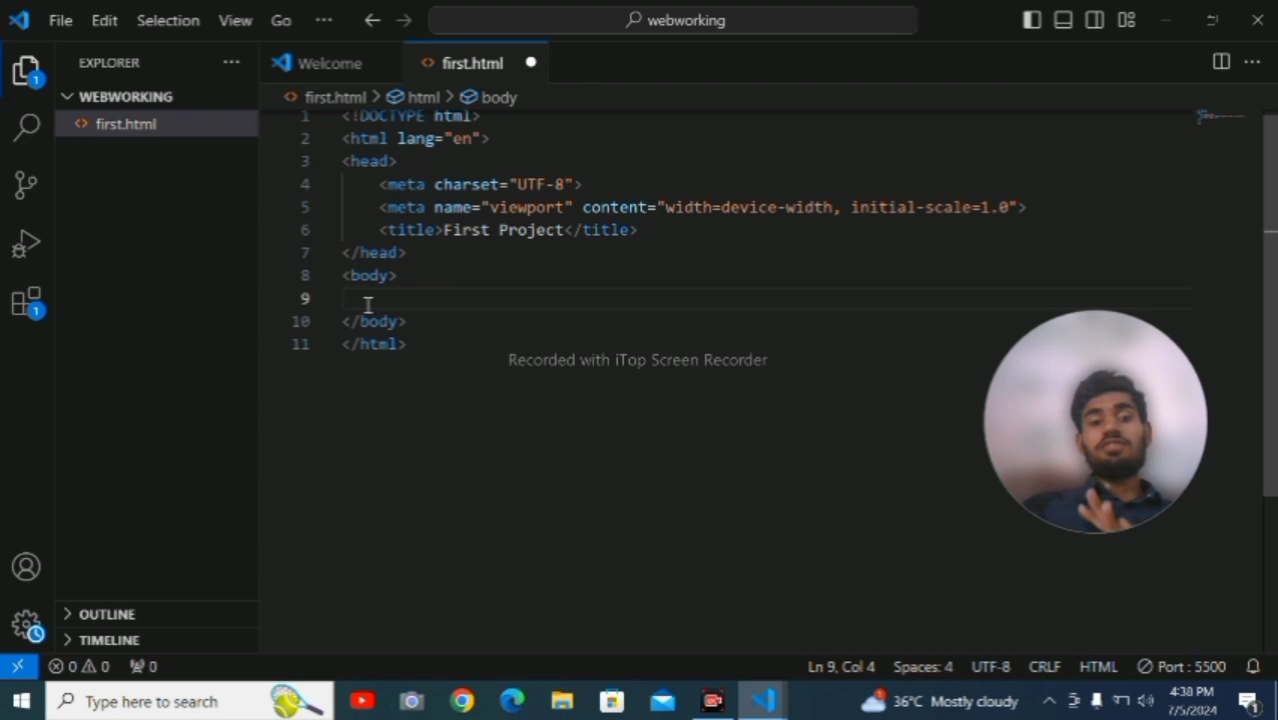 File Edit Selection View Go ··· webworking
EXPLORER ···
Welcome
first.html
WEBWORKING
first.html > html > body
first.html
1 <!DOCTYPE html>
2 <html lang="en">
3 <head>
4 <meta charset="UTF-8">
5 <meta name="viewport" content="width=device-width, initial-scale=1.0">
6 <title>First Project</title>
7 </head>
8 <body>
9
10 </body>
11 </html>
Recorded with iTop Screen Recorder
1
1
OUTLINE
TIMELINE
0 0 0 Ln 9, Col 4 Spaces: 4 UTF-8 CRLF HTML Port : 5500
Type here to search 36°C Mostly cloudy 4:38 PM
7/5/2024
1